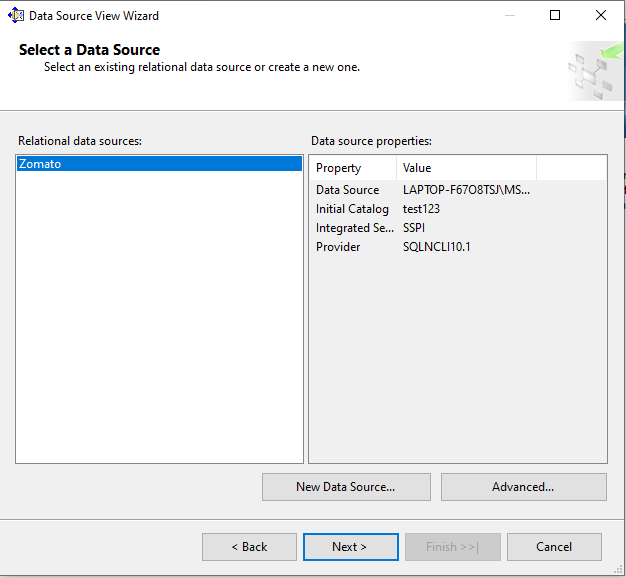 Data Source View Wizard
Select a Data Source
Select an existing relational data source or create a new one.
Relational data sources:
Zomato
Data source properties:
Property Value
Data Source LAPTOP-F67O8TSJ\MS...
Initial Catalog test123
Integrated Se... SSPI
Provider SQLNCLI10.1
New Data Source...
Advanced...
< Back
Next >
Finish >>|
Cancel